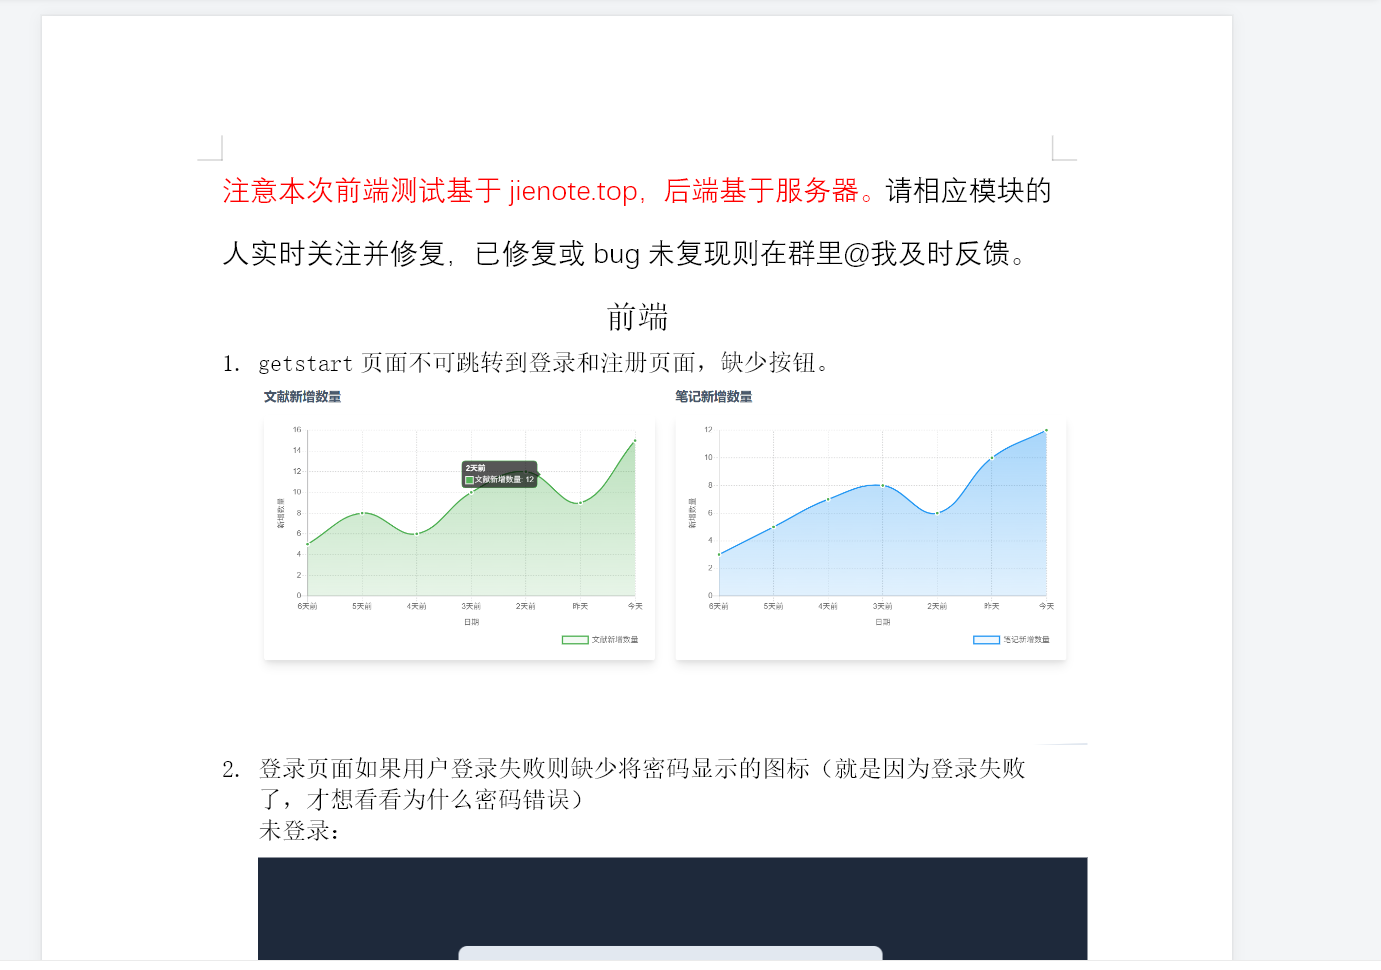 注意本次前端测试基于 jienote.top，后端基于服务器。请相应模块的
人实时关注并修复，已修复或 bug 未复现则在群里@我及时反馈。
前端
1. getstart 页面不可跳转到登录和注册页面，缺少按钮。
文献新增数量
16
14
12
10
8
6
4
2
0
新增数量
2天前
文献新增数量: 12
6天前 5天前 4天前 3天前 2天前 昨天 今天
日期
文献新增数量
笔记新增数量
12
10
8
6
4
2
0
新增数量
6天前 5天前 4天前 3天前 2天前 昨天 今天
日期
笔记新增数量
2. 登录页面如果用户登录失败则缺少将密码显示的图标（就是因为登录失败
了，才想看看为什么密码错误）
未登录：